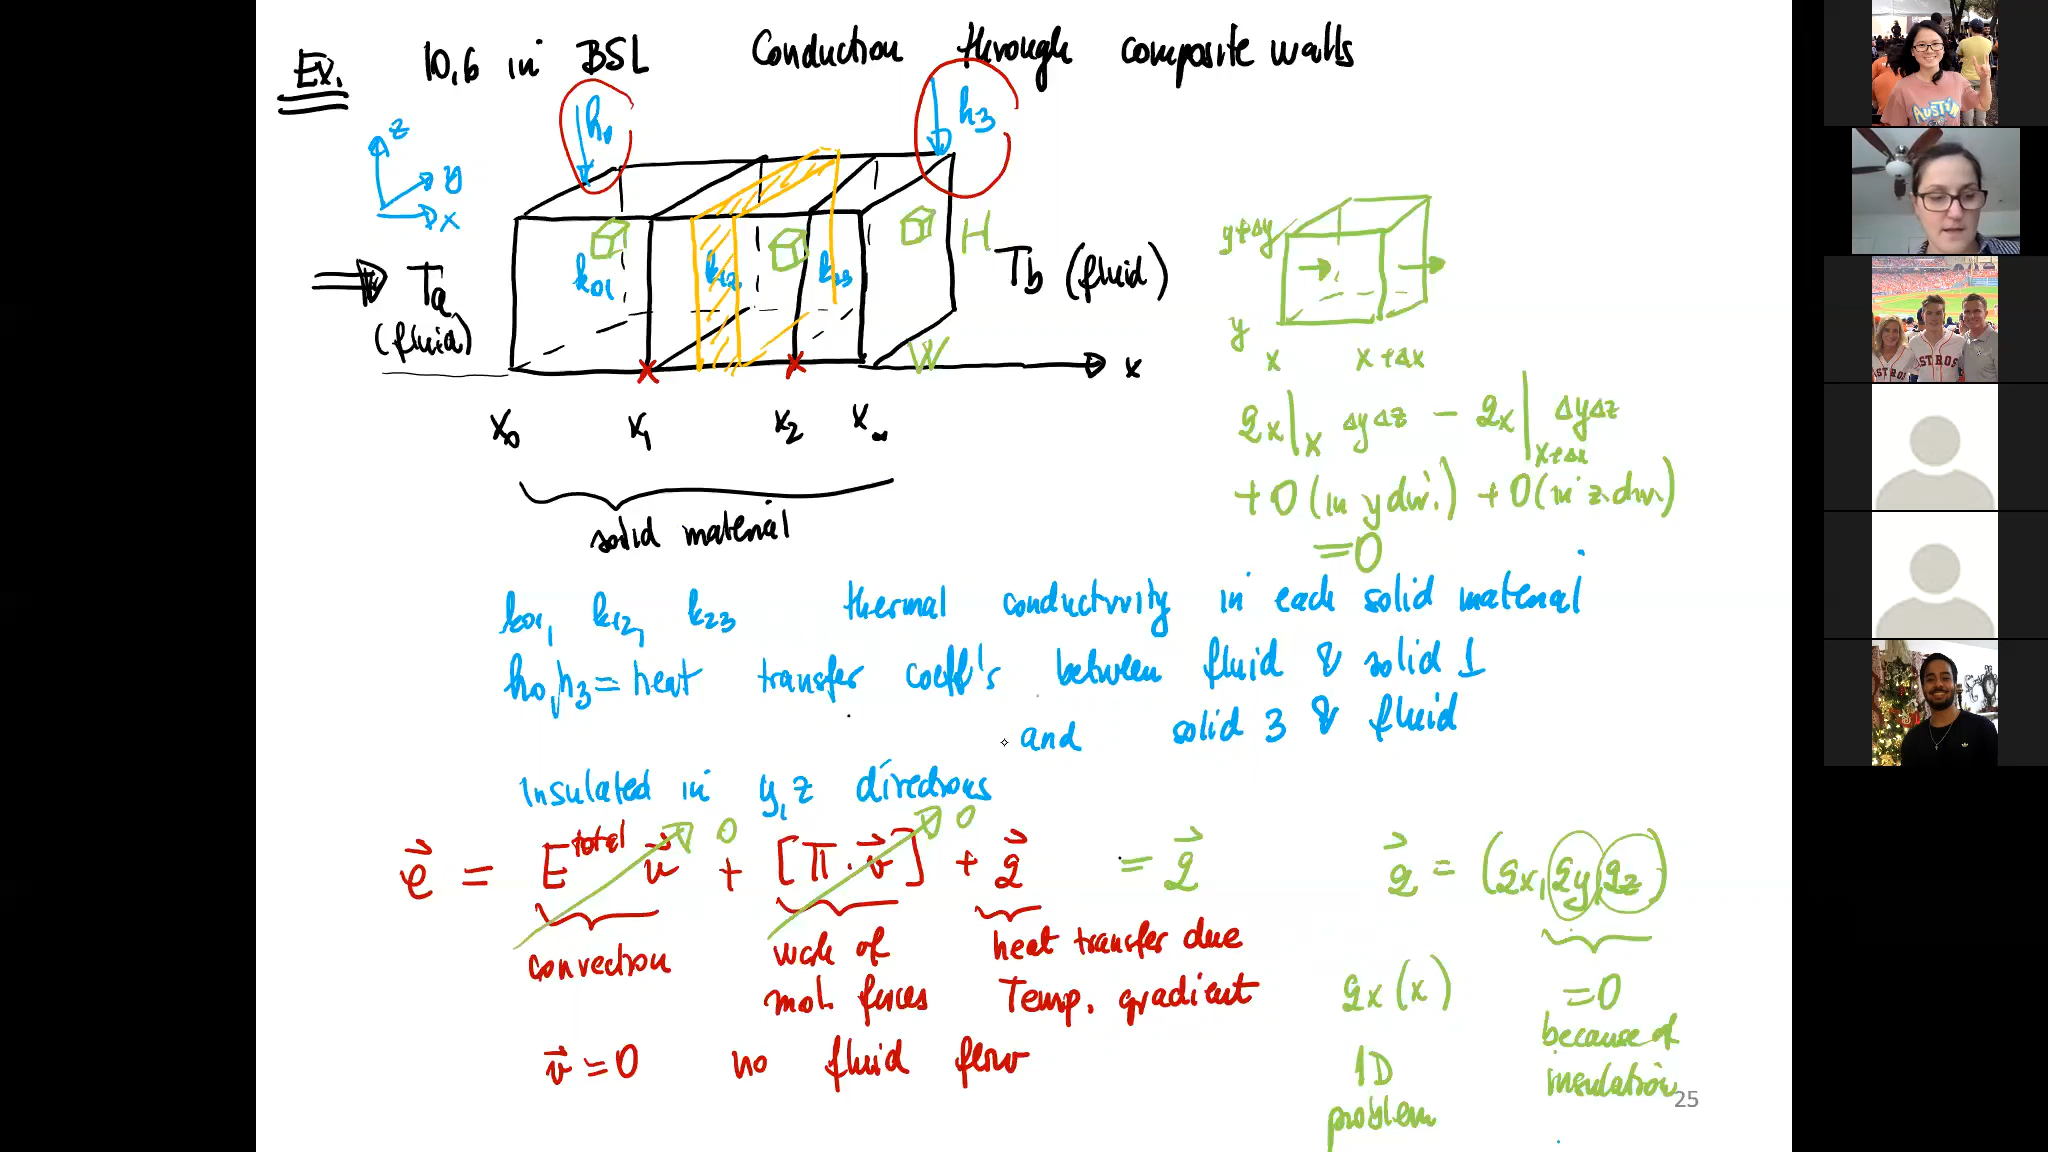 Ex. 10.6 in BSL Conduction through composite walls
h0 h3
z
y
x
k01 k12 k23
H
W
Ta (fluid)
Tb (fluid)
x
x0 x1 x2 x∞
solid material
y+Δy
y
x x+Δx
qx|x ΔyΔz − qx|x+Δx ΔyΔz
+ 0 (in y dir.) + 0 (in z dir.)
= 0
k01, k12, k23 thermal conductivity in each solid material
h0, h3 = heat transfer coeff's between fluid & solid 1
and solid 3 & fluid
Insulated in y, z directions
e⃗ = E^total v⃗ + [π · v⃗] + q⃗ = q⃗
0 0
q⃗ = (qx, qy, qz)
convection
work of mol. forces
heat transfer due Temp. gradient
v⃗ = 0 no fluid flow
qx(x)
1D problem
= 0
because of
insulation
25
AUSTIN
ASTROS